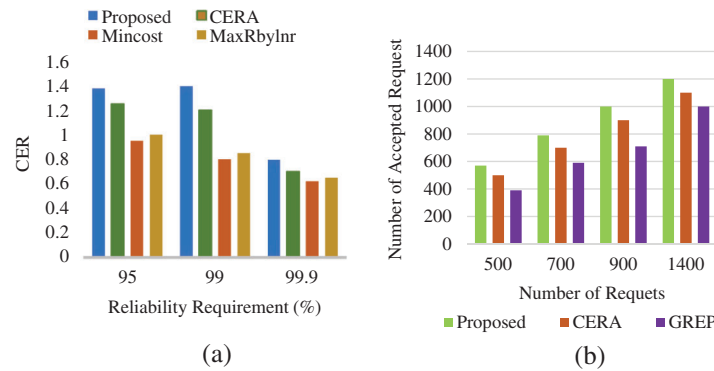 Proposed CERA
Mincost MaxRbylnr
CER
1.6
1.4
1.2
1
0.8
0.6
0.4
0.2
0
95 99 99.9
Reliability Requirement (%)
(a)
Number of Accepted Request
1400
1200
1000
800
600
400
200
0
500 700 900 1400
Number of Requets
Proposed CERA GREP
(b)